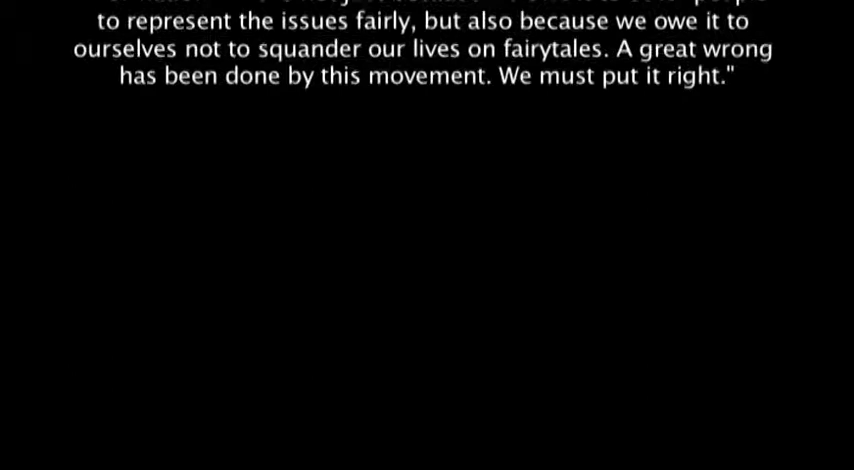 to represent the issues fairly, but also because we owe it to
ourselves not to squander our lives on fairytales. A great wrong
has been done by this movement. We must put it right."